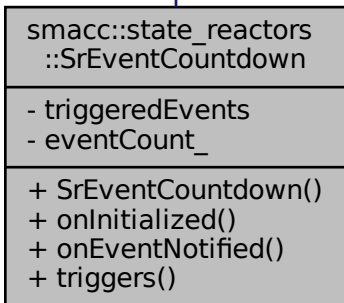 smacc::state_reactors
::SrEventCountdown
- triggeredEvents
- eventCount_
+ SrEventCountdown()
+ onInitialized()
+ onEventNotified()
+ triggers()